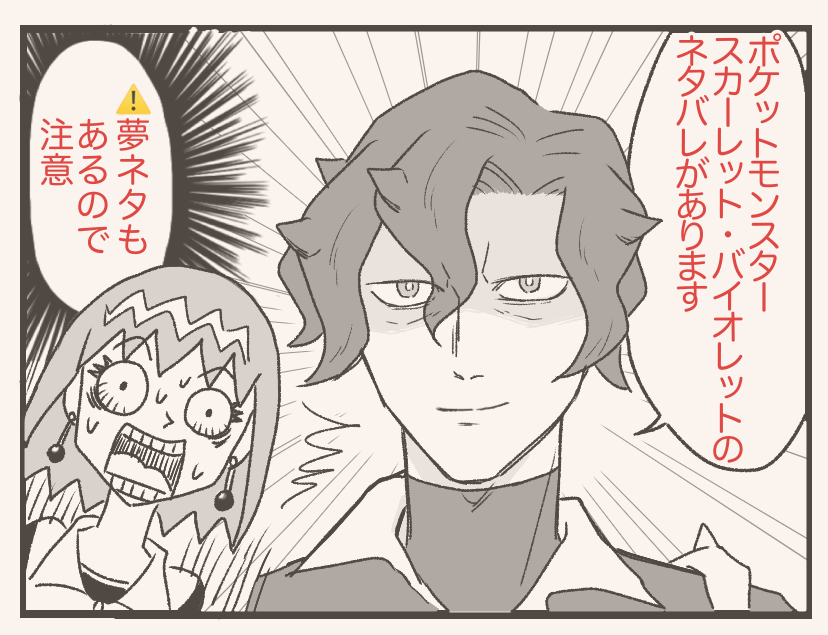 ポケットモンスター
スカーレット・バイオレットの
ネタバレがあります
⚠夢ネタも
あるので
注意